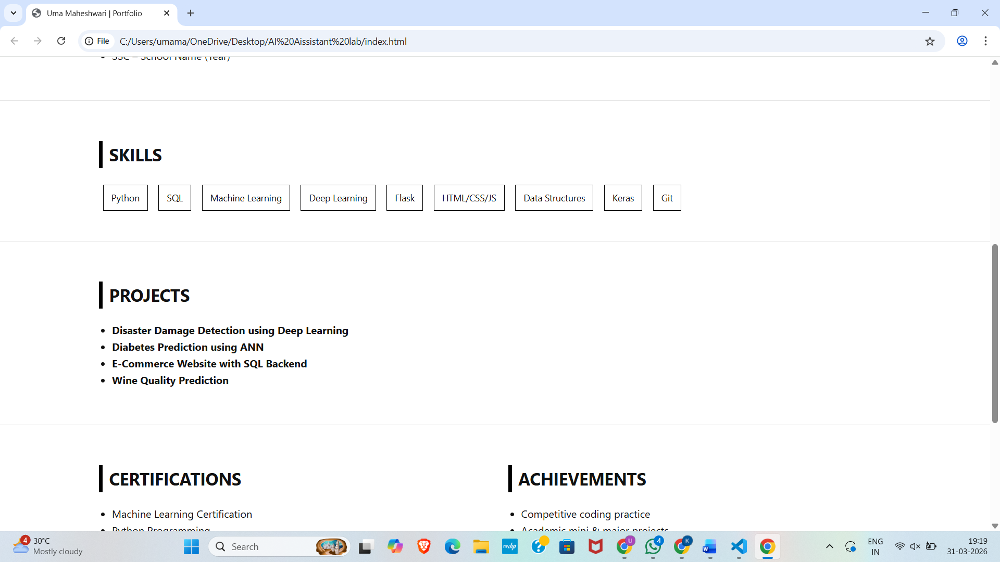 Uma Maheshwari | Portfolio
File
C:/Users/umama/OneDrive/Desktop/AI%20Aissistant%20lab/index.html
SSC – School Name (Year)
SKILLS
Python
SQL
Machine Learning
Deep Learning
Flask
HTML/CSS/JS
Data Structures
Keras
Git
PROJECTS
Disaster Damage Detection using Deep Learning
Diabetes Prediction using ANN
E-Commerce Website with SQL Backend
Wine Quality Prediction
CERTIFICATIONS
Machine Learning Certification
Python Programming
ACHIEVEMENTS
Competitive coding practice
Academic mini & major projects
4
30°C
Mostly cloudy
Search
myhp
U
4
K
W
ENG
IN
19:19
31-03-2026